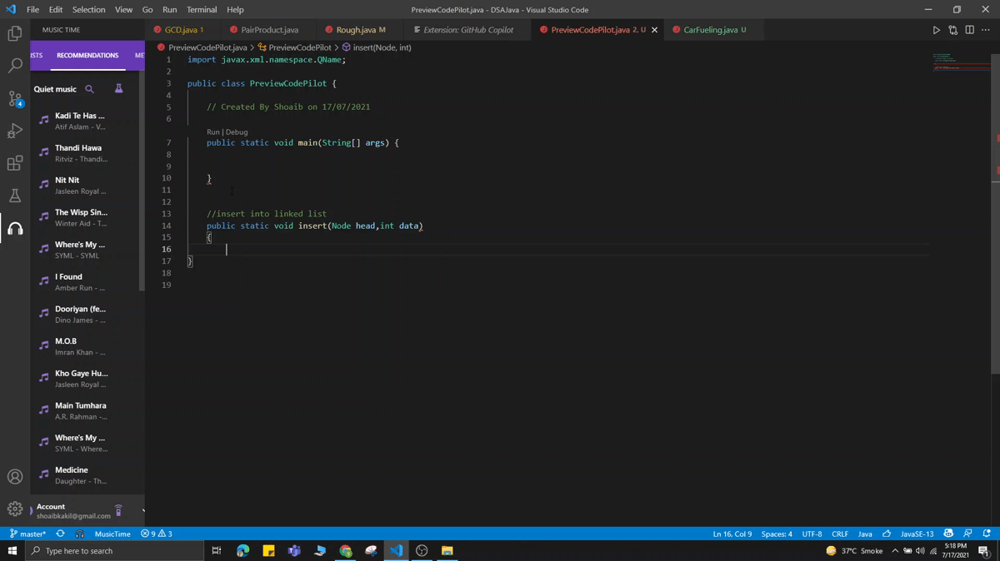 File Edit Selection View Go Run Terminal Help
PreviewCodePilot.java - DSAJava - Visual Studio Code
MUSIC TIME
GCD.java 1
PairProduct.java
Rough.java M
Extension: GitHub Copilot
PreviewCodePilot.java 2, U
CarFueling.java U
ISTS RECOMMENDATIONS ME
PreviewCodePilot.java > PreviewCodePilot > insert(Node, int)
Quiet music
Kadi Te Has ...
Atif Aslam - V...
Thandi Hawa
Ritviz - Thandi...
Nit Nit
Jasleen Royal ...
The Wisp Sin...
Winter Aid - T...
Where's My ...
SYML - SYML
I Found
Amber Run - ...
Dooriyan (fe...
Dino James - ...
M.O.B
Imran Khan - ...
Kho Gaye Hu...
Jasleen Royal ...
Main Tumhara
A.R. Rahman -...
Where's My ...
SYML - Where...
Medicine
Daughter - Th...
Account
shoaibkakil@gmail.com
4
1 import javax.xml.namespace.QName;
2
3 public class PreviewCodePilot {
4
5 // Created By Shoaib on 17/07/2021
6
Run | Debug
7 public static void main(String[] args) {
8
9
10 }
11
12
13 //insert into linked list
14 public static void insert(Node head,int data)
15 {
16
17 }
18
19
master* MusicTime 9 3
Ln 16, Col 9 Spaces: 4 UTF-8 CRLF Java JavaSE-13
Type here to search
37°C Smoke
5:18 PM
7/17/2021